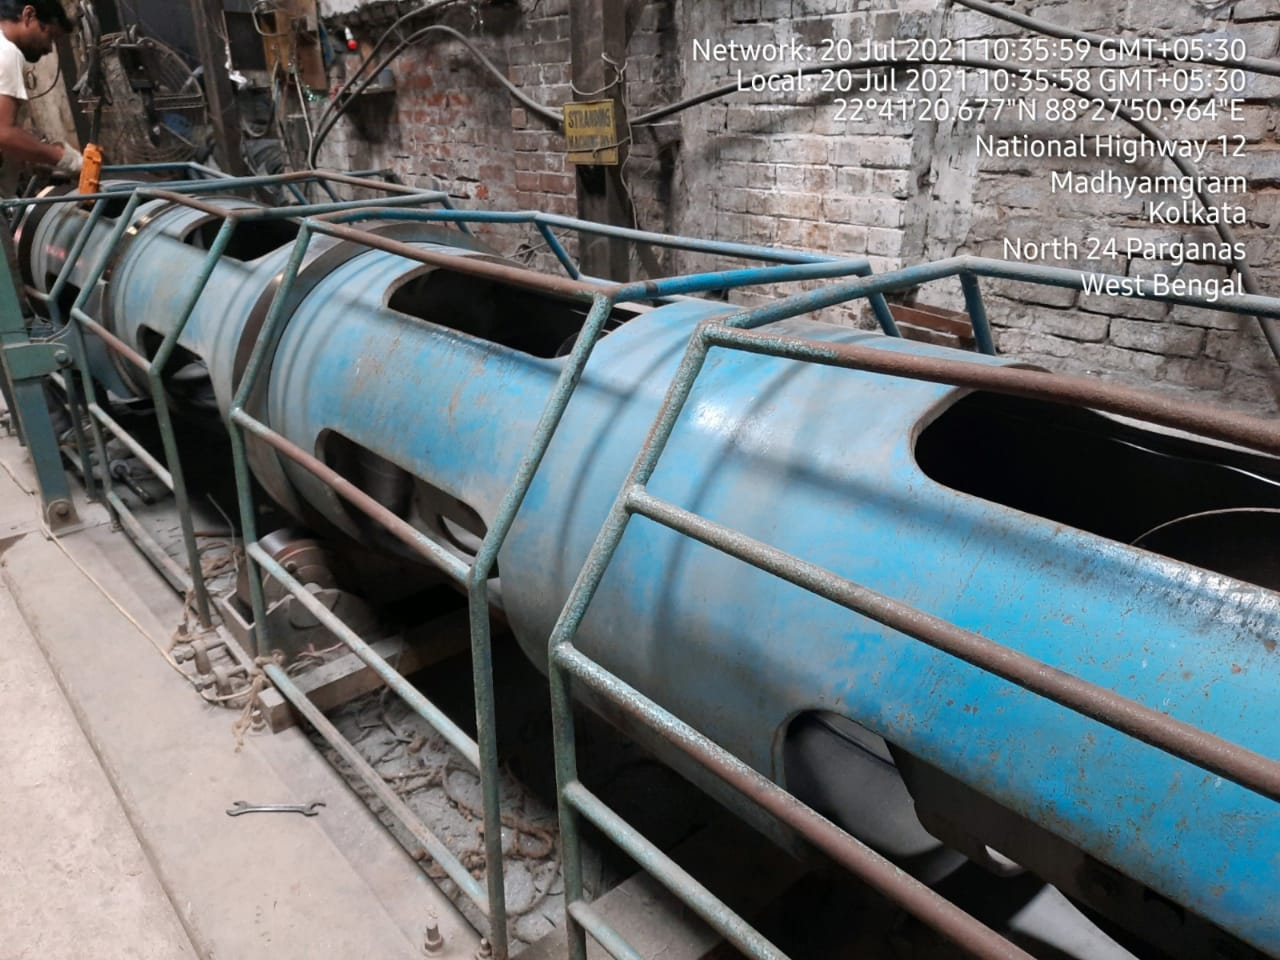 Network: 20 Jul 2021 10:35:59 GMT+05:30
Local: 20 Jul 2021 10:35:58 GMT+05:30
22°41'20.677"N 88°27'50.964"E
National Highway 12
Madhyamgram
Kolkata
North 24 Parganas
West Bengal
STRANDING